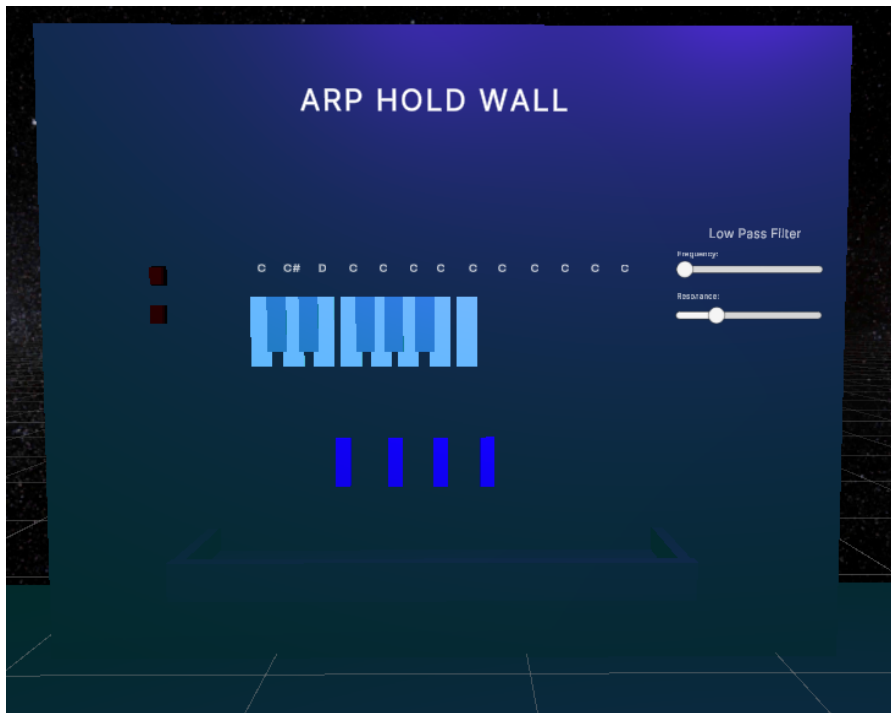 ARP HOLD WALL
Low Pass Filter
Frequency:
C C# D C C C C C C C C C C
Resonance: